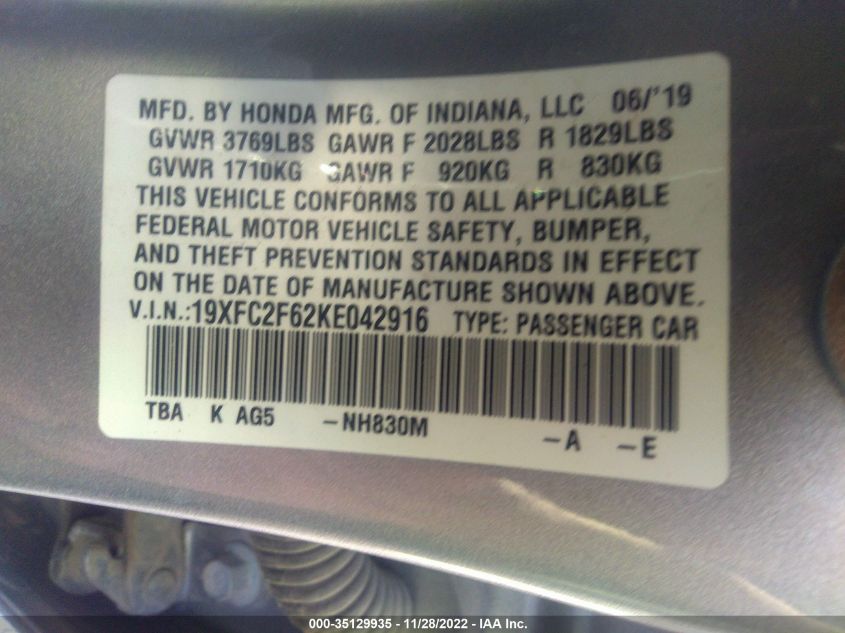 MFD. BY HONDA MFG. OF INDIANA, LLC 06/'19
GVWR 3769LBS GAWR F 2028LBS R 1829LBS
GVWR 1710KG GAWR F 920KG R 830KG
THIS VEHICLE CONFORMS TO ALL APPLICABLE
FEDERAL MOTOR VEHICLE SAFETY, BUMPER,
AND THEFT PREVENTION STANDARDS IN EFFECT
ON THE DATE OF MANUFACTURE SHOWN ABOVE.
V.I.N.:19XFC2F62KE042916 TYPE: PASSENGER CAR
TBA K AG5 -NH830M -A -E
000-35129935 - 11/28/2022 - IAA Inc.